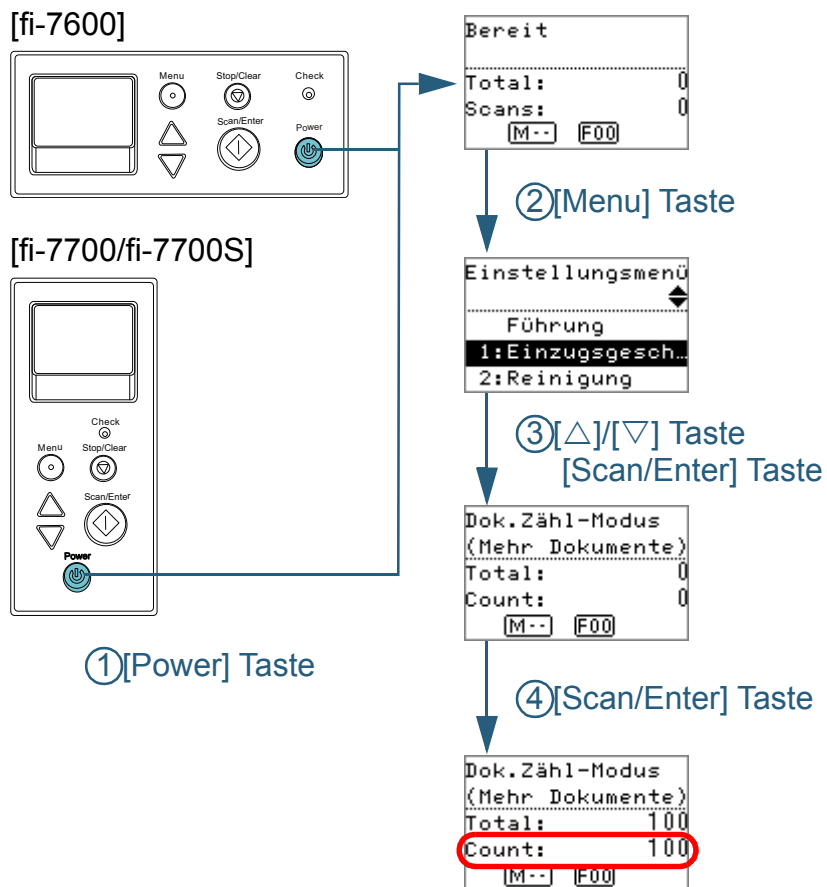 [fi-7600]
Menu
Stop/Clear
Check
Scan/Enter
Power
[fi-7700/fi-7700S]
Check
Menu
Stop/Clear
Scan/Enter
Power
①[Power] Taste
Bereit
Total: 0
Scans: 0
M-- F00
②[Menu] Taste
Einstellungsmenü
Führung
1:Einzugsgesch…
2:Reinigung
③[△]/[▽] Taste
[Scan/Enter] Taste
Dok.Zähl-Modus
(Mehr Dokumente)
Total: 0
Count: 0
M-- F00
④[Scan/Enter] Taste
Dok.Zähl-Modus
(Mehr Dokumente)
Total: 100
Count: 100
M-- F00